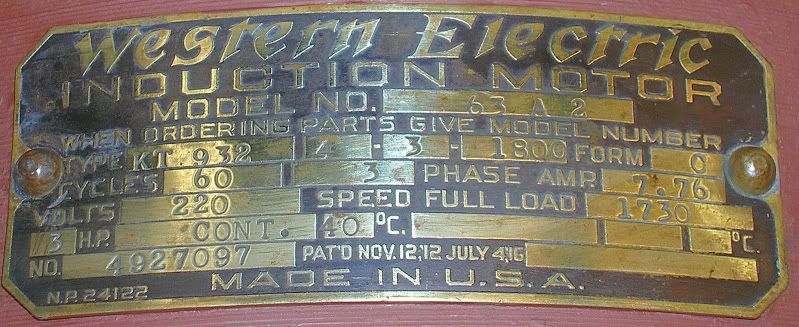 Western Electric
INDUCTION MOTOR
MODEL NO. 63 A 2
WHEN ORDERING PARTS GIVE MODEL NUMBER
TYPE KT 932 4 - 3 - 1800 FORM 0
CYCLES 60 3 PHASE AMP. 7.76
VOLTS 220 SPEED FULL LOAD 1730
3 H.P. CONT. 40 °C. °C.
NO. 4927097 PAT'D NOV. 12,'12 JULY 4,'16
MADE IN U.S.A.
N.P. 24122